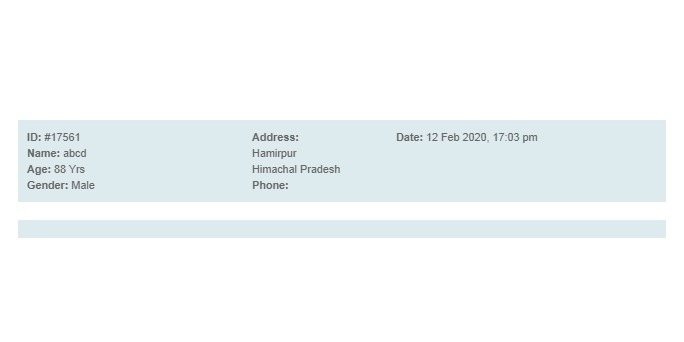 ID: #17561
Name: abcd
Age: 88 Yrs
Gender: Male
Address:
Hamirpur
Himachal Pradesh
Phone:
Date: 12 Feb 2020, 17:03 pm